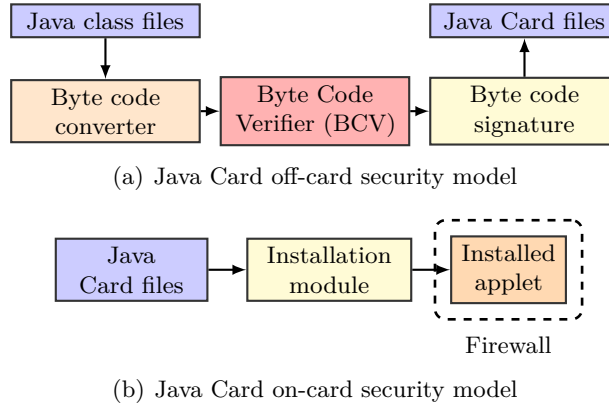 Java class files
Java Card files
Byte code
converter
Byte Code
Verifier (BCV)
Byte code
signature
(a) Java Card off-card security model
Java
Card files
Installation
module
Installed
applet
Firewall
(b) Java Card on-card security model